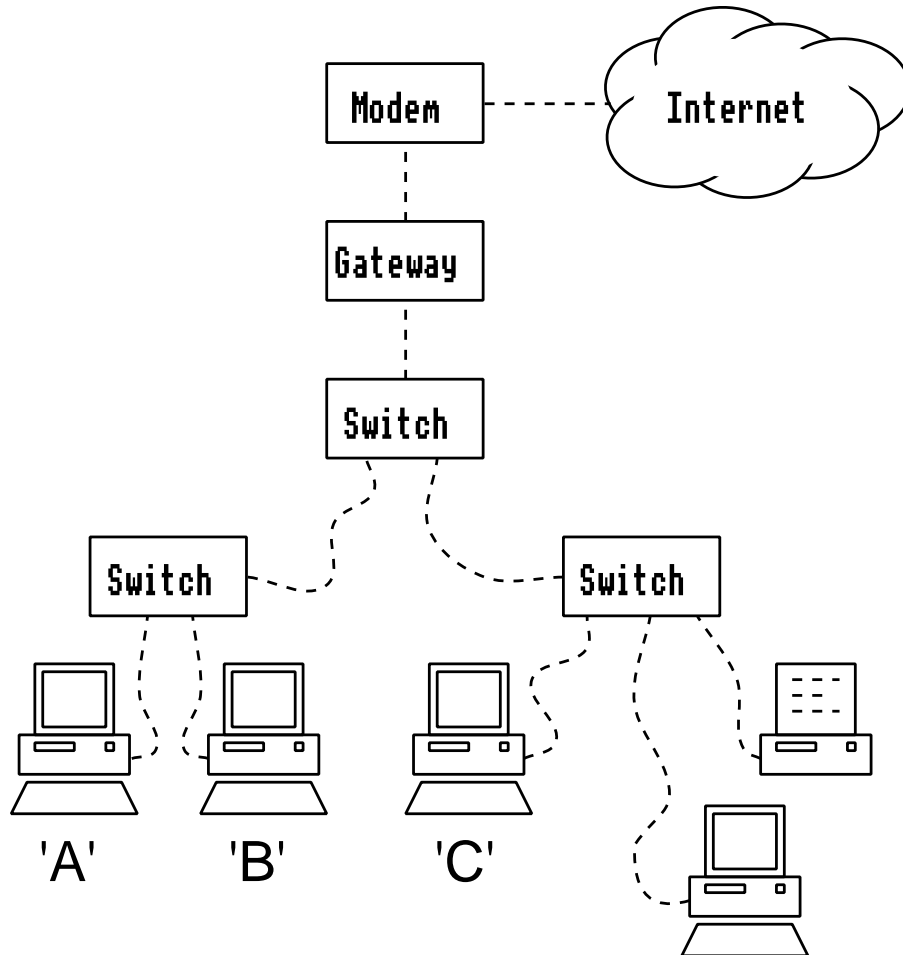 Modem
Internet
Gateway
Switch
Switch
Switch
'A'
'B'
'C'